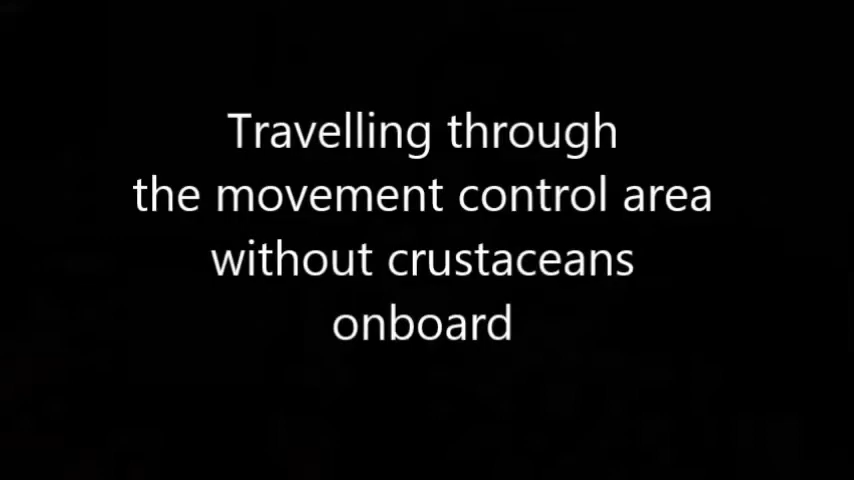 Travelling through
the movement control area
without crustaceans
onboard